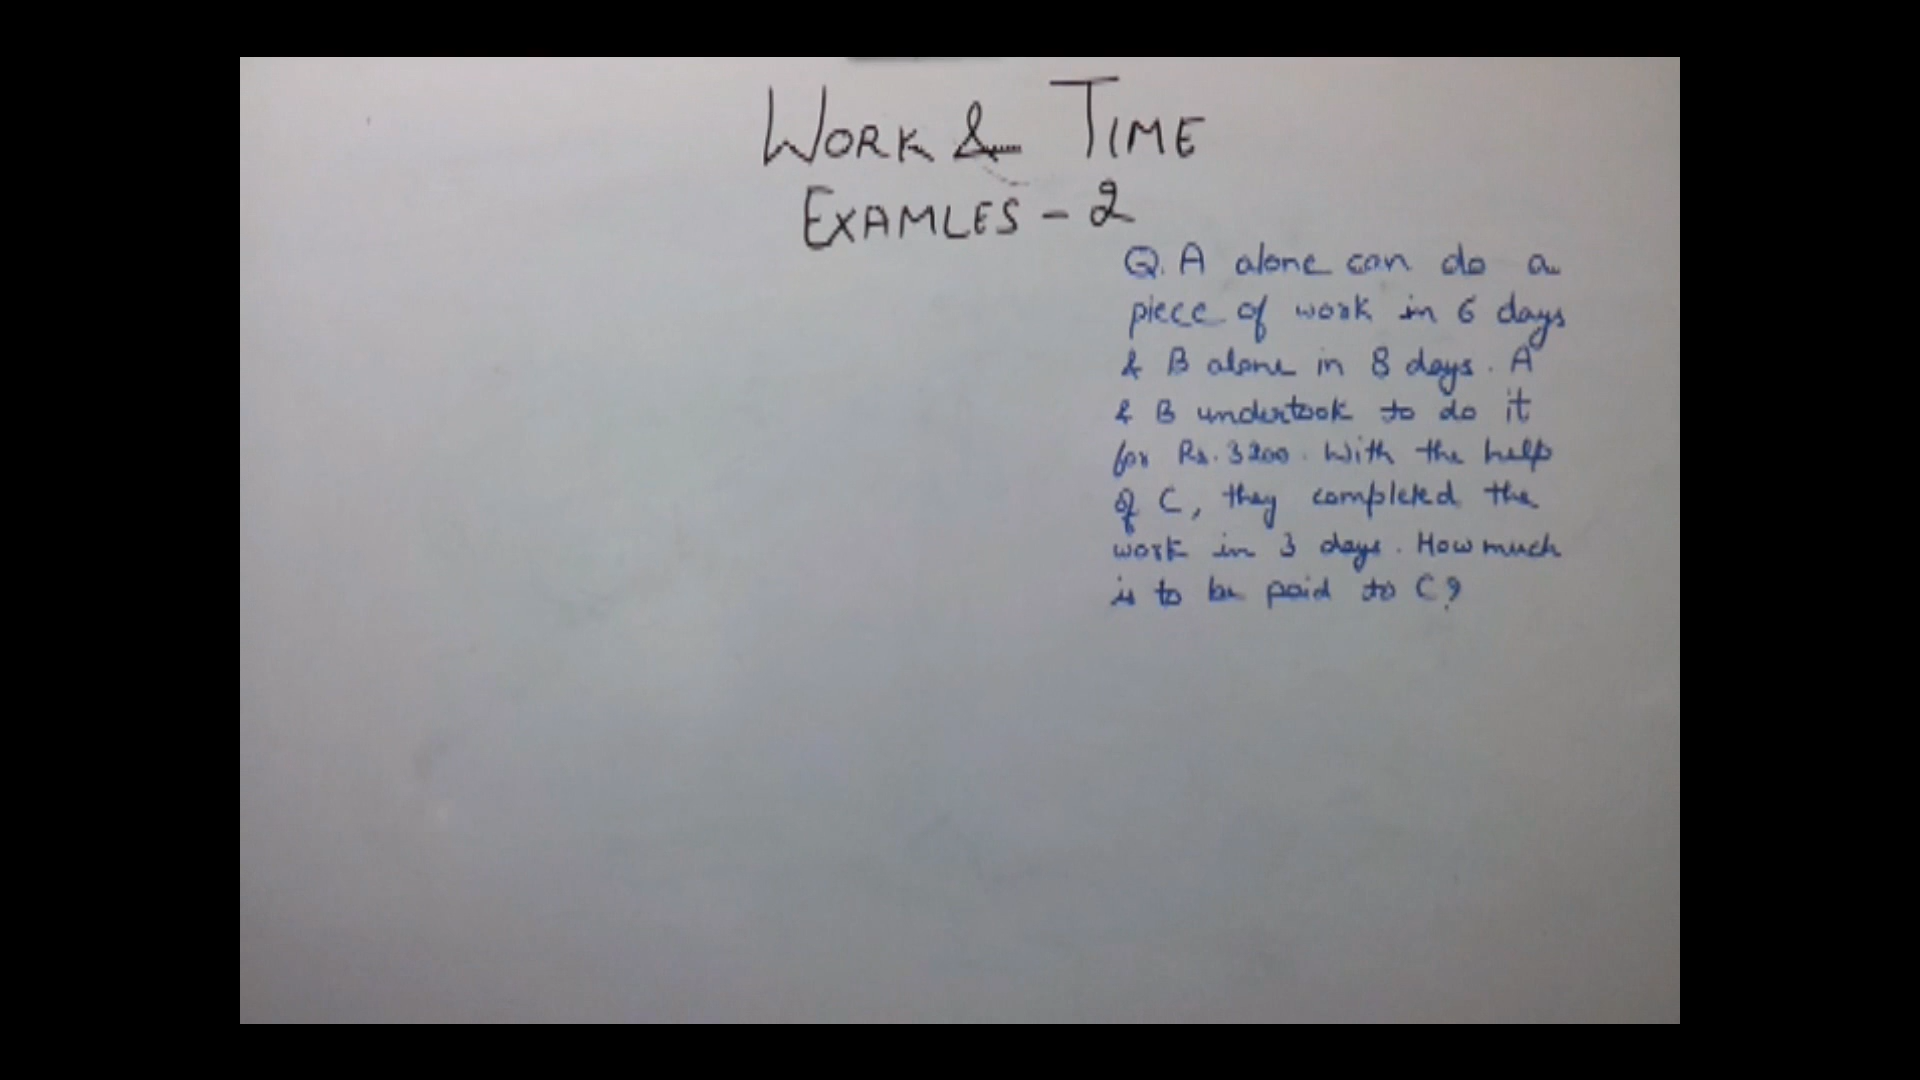 WORK & TIME
EXAMLES - 2
Q. A alone can do a
piece of work in 6 days
& B alone in 8 days. A
& B undertook to do it
for Rs. 3200. With the help
of C, they completed the
work in 3 days. How much
is to be paid to C?